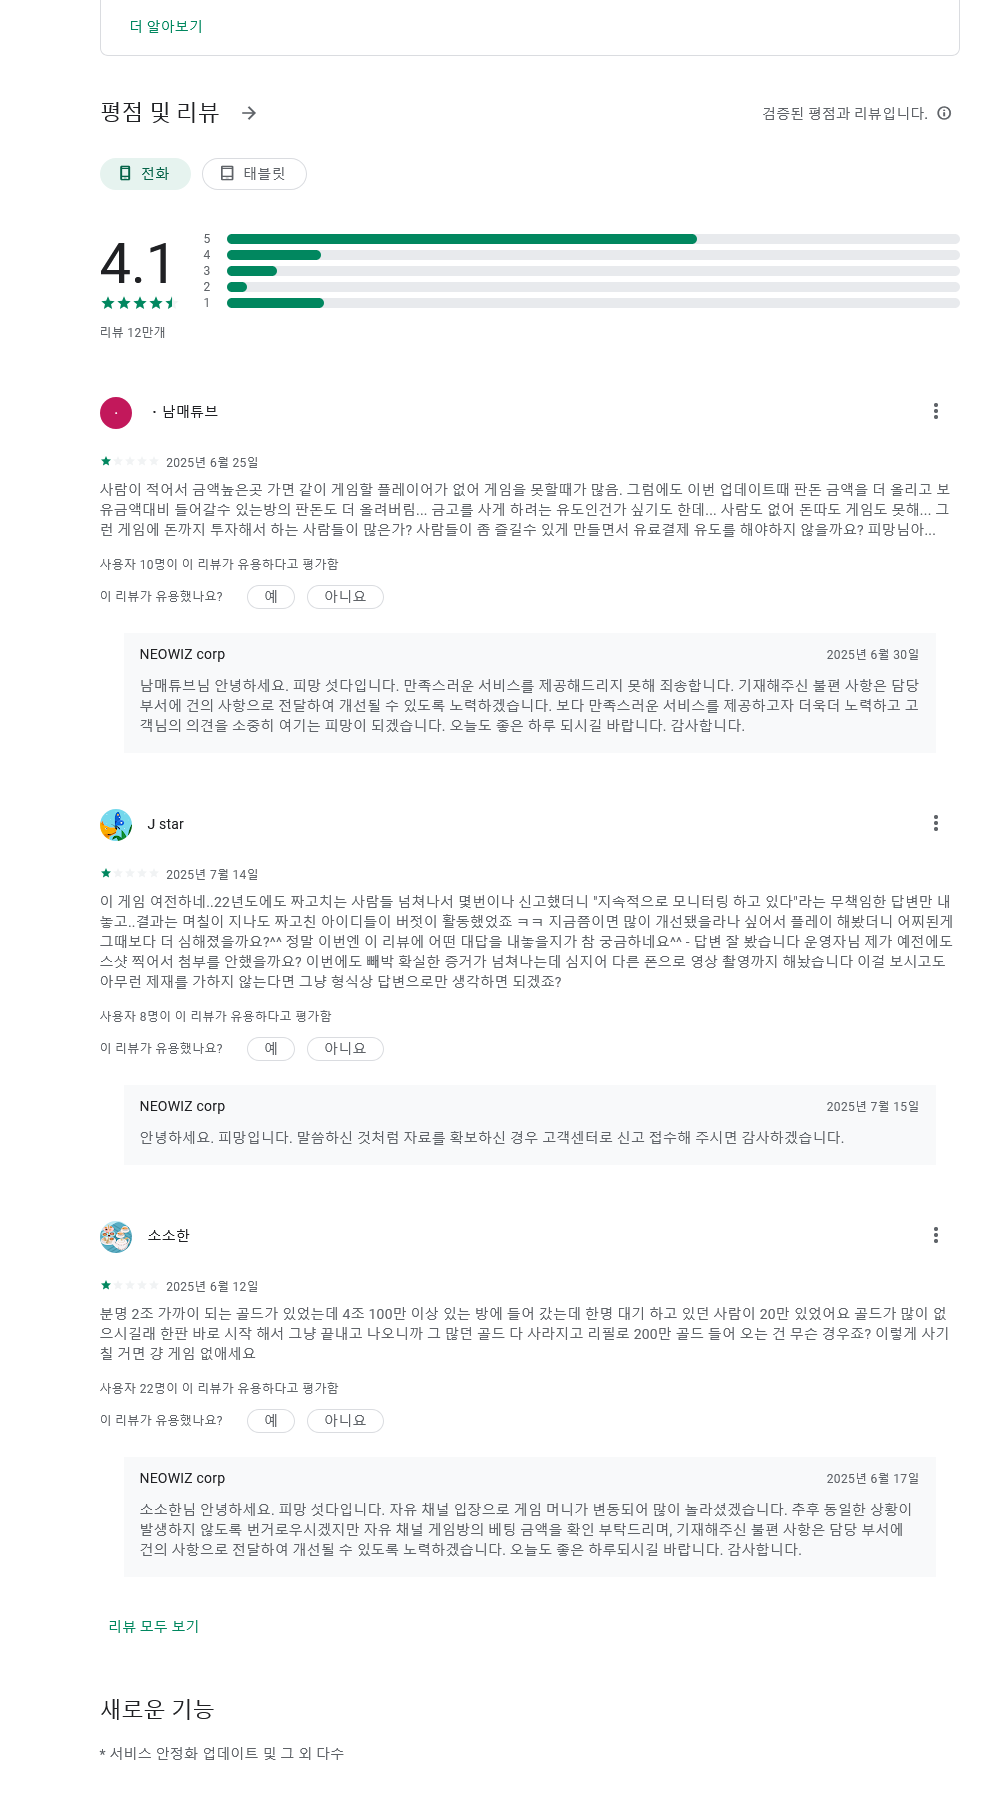 더 알아보기
평점 및 리뷰
검증된 평점과 리뷰입니다.
전화
태블릿
4.1
5
4
3
2
1
리뷰 12만개
·
· 남매튜브
2025년 6월 25일
사람이 적어서 금액높은곳 가면 같이 게임할 플레이어가 없어 게임을 못할때가 많음. 그럼에도 이번 업데이트때 판돈 금액을 더 올리고 보
유금액대비 들어갈수 있는방의 판돈도 더 올려버림... 금고를 사게 하려는 유도인건가 싶기도 한데... 사람도 없어 돈따도 게임도 못해... 그
런 게임에 돈까지 투자해서 하는 사람들이 많은가? 사람들이 좀 즐길수 있게 만들면서 유료결제 유도를 해야하지 않을까요? 피망님아...
사용자 10명이 이 리뷰가 유용하다고 평가함
이 리뷰가 유용했나요?
예
아니요
NEOWIZ corp
2025년 6월 30일
남매튜브님 안녕하세요. 피망 섯다입니다. 만족스러운 서비스를 제공해드리지 못해 죄송합니다. 기재해주신 불편 사항은 담당
부서에 건의 사항으로 전달하여 개선될 수 있도록 노력하겠습니다. 보다 만족스러운 서비스를 제공하고자 더욱더 노력하고 고
객님의 의견을 소중히 여기는 피망이 되겠습니다. 오늘도 좋은 하루 되시길 바랍니다. 감사합니다.
J star
2025년 7월 14일
이 게임 여전하네..22년도에도 짜고치는 사람들 넘쳐나서 몇번이나 신고했더니 "지속적으로 모니터링 하고 있다"라는 무책임한 답변만 내
놓고..결과는 며칠이 지나도 짜고친 아이디들이 버젓이 활동했었죠 ㅋㅋ 지금쯤이면 많이 개선됐을라나 싶어서 플레이 해봤더니 어찌된게
그때보다 더 심해졌을까요?^^ 정말 이번엔 이 리뷰에 어떤 대답을 내놓을지가 참 궁금하네요^^ - 답변 잘 봤습니다 운영자님 제가 예전에도
스샷 찍어서 첨부를 안했을까요? 이번에도 빼박 확실한 증거가 넘쳐나는데 심지어 다른 폰으로 영상 촬영까지 해놨습니다 이걸 보시고도
아무런 제재를 가하지 않는다면 그냥 형식상 답변으로만 생각하면 되겠죠?
사용자 8명이 이 리뷰가 유용하다고 평가함
이 리뷰가 유용했나요?
예
아니요
NEOWIZ corp
2025년 7월 15일
안녕하세요. 피망입니다. 말씀하신 것처럼 자료를 확보하신 경우 고객센터로 신고 접수해 주시면 감사하겠습니다.
소소한
2025년 6월 12일
분명 2조 가까이 되는 골드가 있었는데 4조 100만 이상 있는 방에 들어 갔는데 한명 대기 하고 있던 사람이 20만 있었어요 골드가 많이 없
으시길래 한판 바로 시작 해서 그냥 끝내고 나오니까 그 많던 골드 다 사라지고 리필로 200만 골드 들어 오는 건 무슨 경우죠? 이렇게 사기
칠 거면 걍 게임 없애세요
사용자 22명이 이 리뷰가 유용하다고 평가함
이 리뷰가 유용했나요?
예
아니요
NEOWIZ corp
2025년 6월 17일
소소한님 안녕하세요. 피망 섯다입니다. 자유 채널 입장으로 게임 머니가 변동되어 많이 놀라셨겠습니다. 추후 동일한 상황이
발생하지 않도록 번거로우시겠지만 자유 채널 게임방의 베팅 금액을 확인 부탁드리며, 기재해주신 불편 사항은 담당 부서에
건의 사항으로 전달하여 개선될 수 있도록 노력하겠습니다. 오늘도 좋은 하루되시길 바랍니다. 감사합니다.
리뷰 모두 보기
새로운 기능
* 서비스 안정화 업데이트 및 그 외 다수